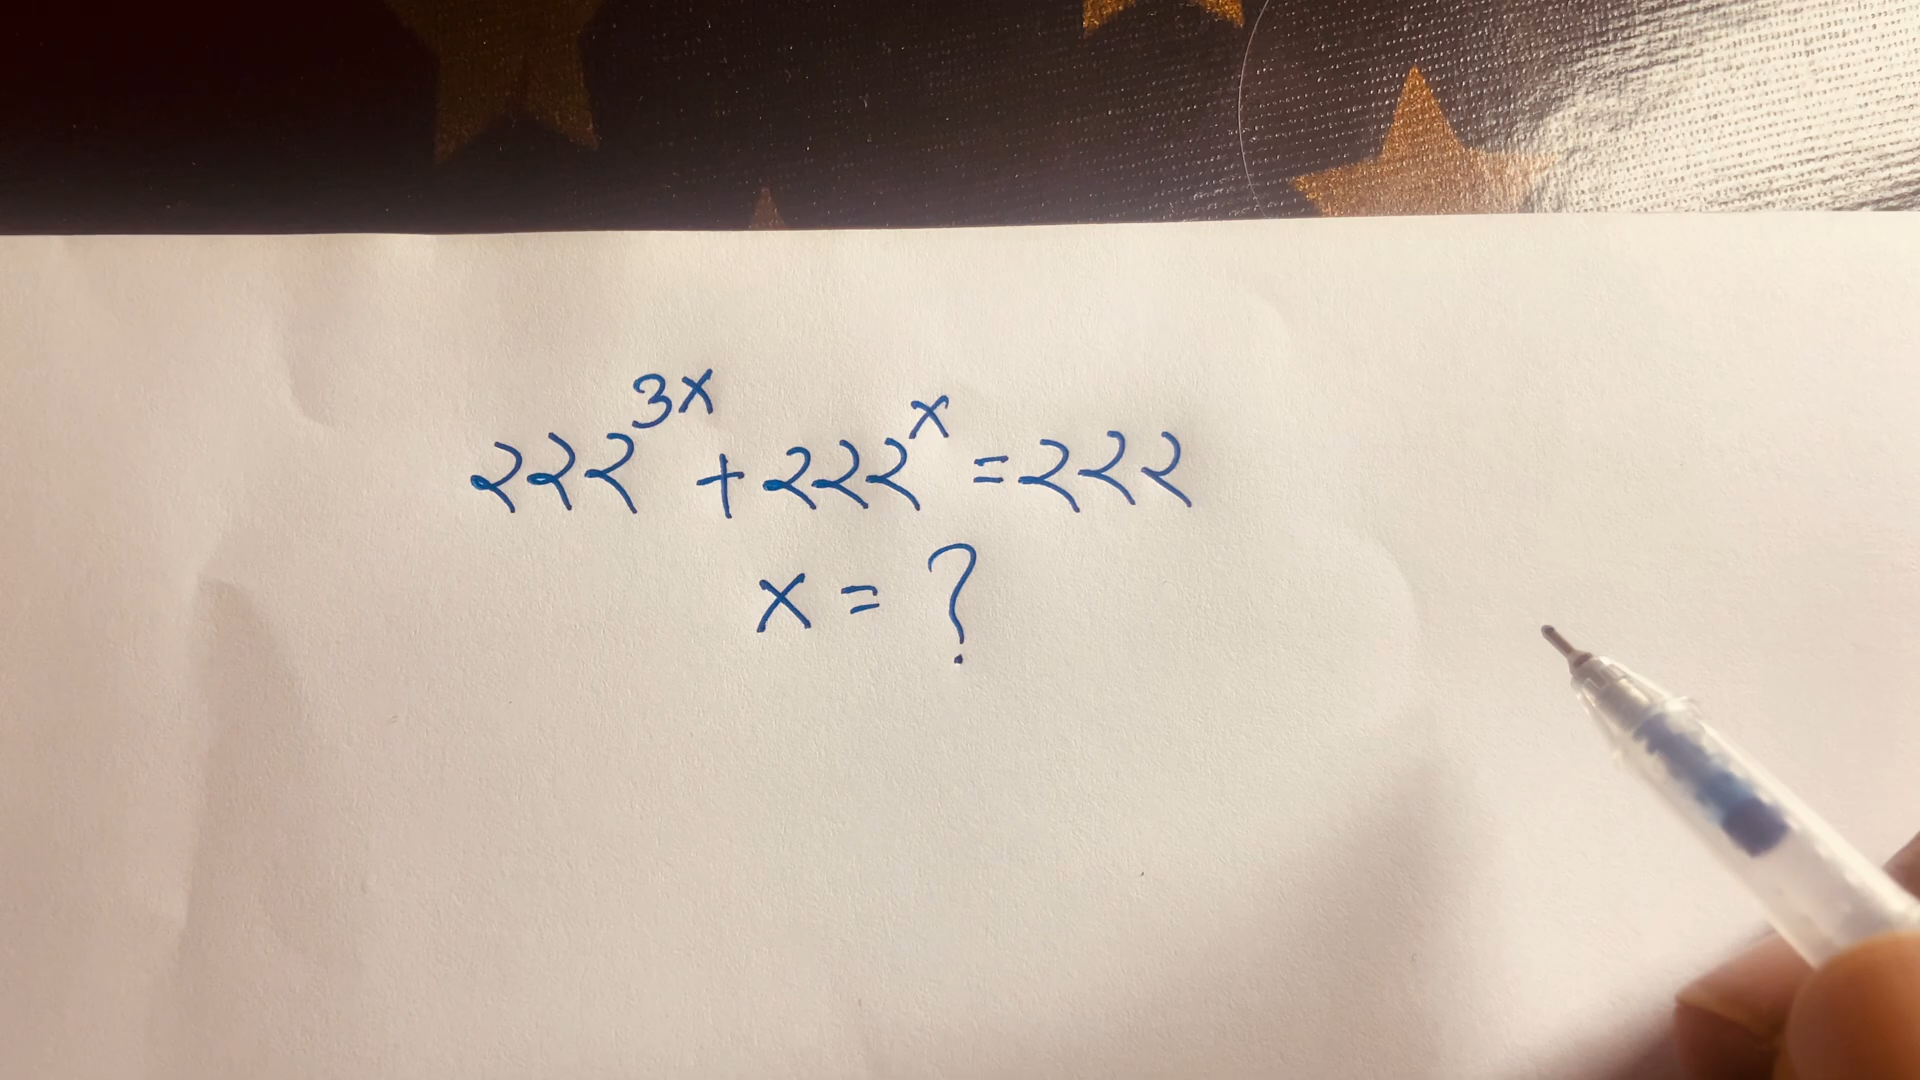 222^3x + 222^x = 222
x = ?